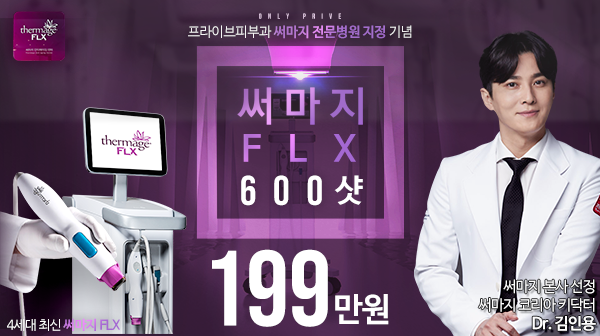 ONLY PRIVE
프라이브피부과 써마지 전문병원 지정 기념
thermage
FLX
써마지
FLX
600샷
thermage
FLX
199만원
4세대 최신 써마지 FLX
써마지 본사 선정
써마지 코리아 키닥터
Dr. 김인용